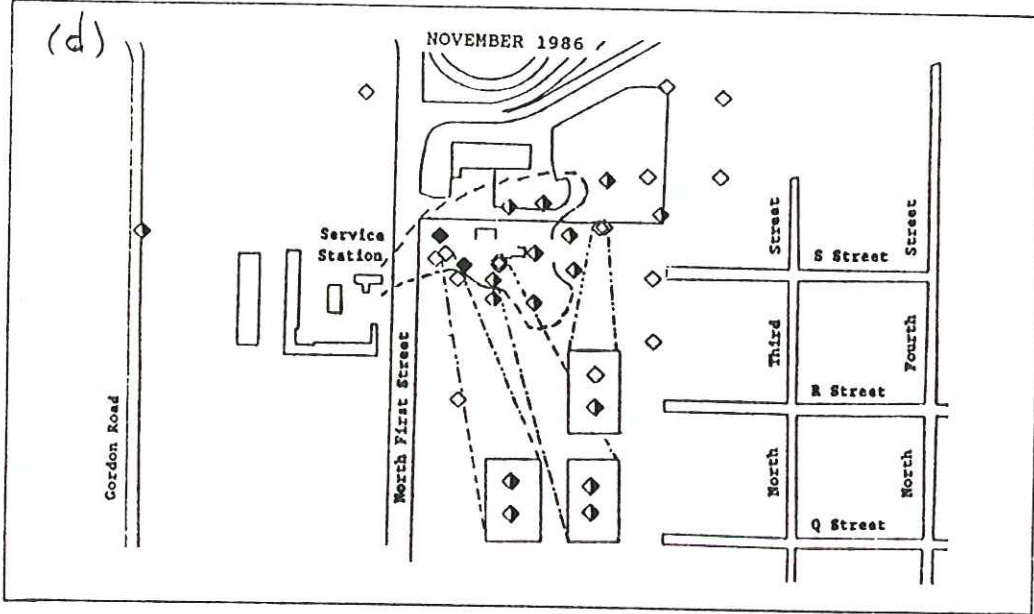 (d)
NOVEMBER 1986
Service
Station
Gordon Road
North First Street
Street
Third
North
Street
Fourth
North
S Street
R Street
Q Street